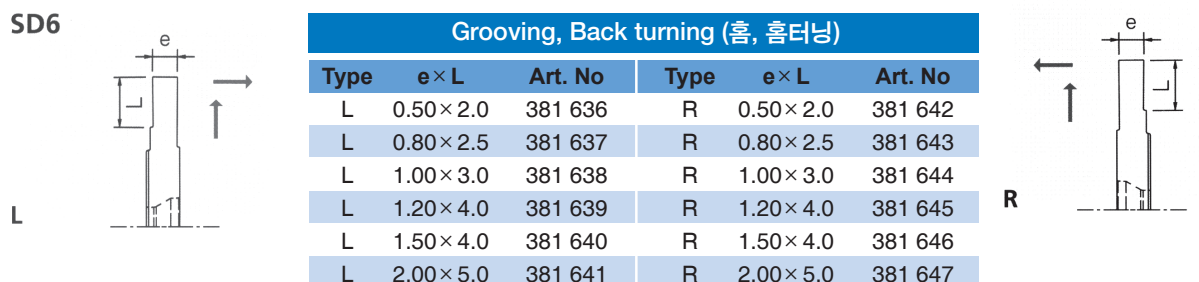 SD6
e
L
L
Grooving, Back turning (홈, 홈터닝)
Type e×L Art. No Type e×L Art. No
L 0.50×2.0 381 636 R 0.50×2.0 381 642
L 0.80×2.5 381 637 R 0.80×2.5 381 643
L 1.00×3.0 381 638 R 1.00×3.0 381 644
L 1.20×4.0 381 639 R 1.20×4.0 381 645
L 1.50×4.0 381 640 R 1.50×4.0 381 646
L 2.00×5.0 381 641 R 2.00×5.0 381 647
e
L
R